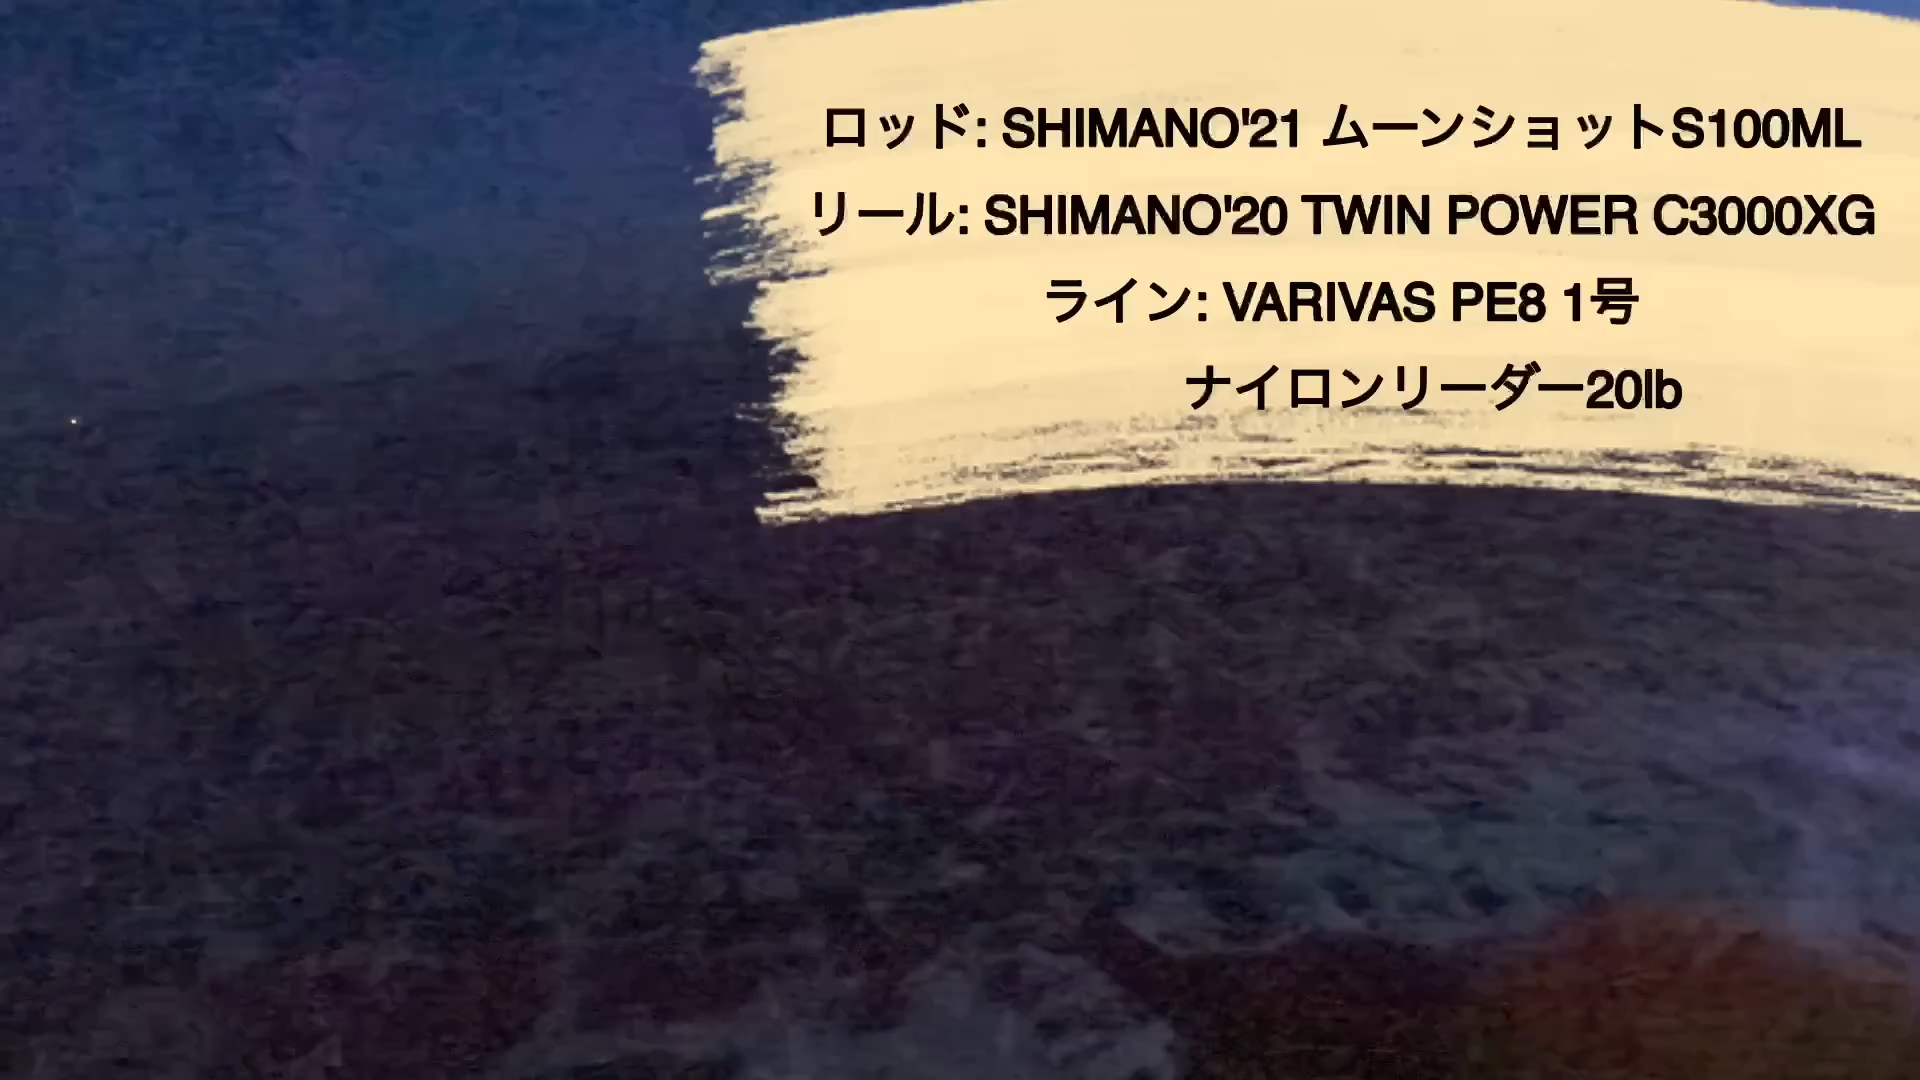 ロッド: SHIMANO'21 ムーンショットS100ML
リール: SHIMANO'20 TWIN POWER C3000XG
ライン: VARIVAS PE8 1号
ナイロンリーダー20lb